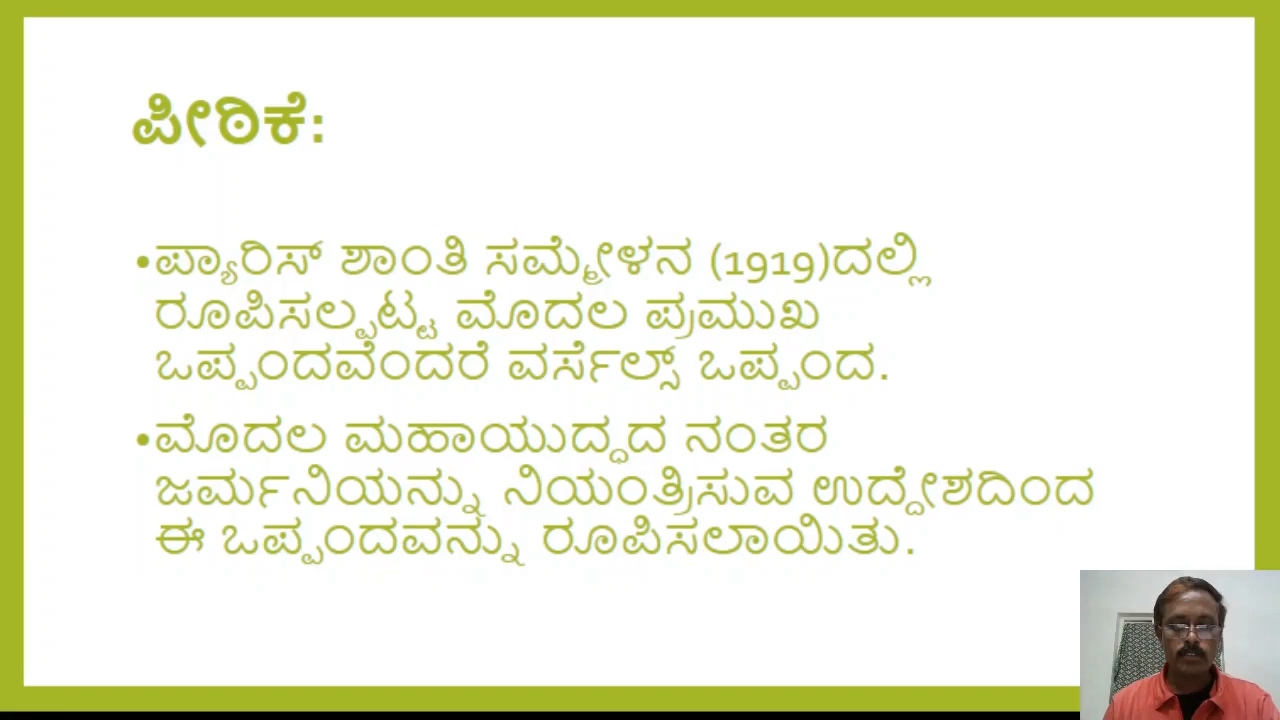 ಪೀಠಿಕೆ:
•ಪ್ಯಾರಿಸ್ ಶಾಂತಿ ಸಮ್ಮೇಳನ (1919)ದಲ್ಲಿ
ರೂಪಿಸಲ್ಪಟ್ಟ ಮೊದಲ ಪ್ರಮುಖ
ಒಪ್ಪಂದವೆಂದರೆ ವರ್ಸೆಲ್ಸ್ ಒಪ್ಪಂದ.
•ಮೊದಲ ಮಹಾಯುದ್ಧದ ನಂತರ
ಜರ್ಮನಿಯನ್ನು ನಿಯಂತ್ರಿಸುವ ಉದ್ದೇಶದಿಂದ
ಈ ಒಪ್ಪಂದವನ್ನು ರೂಪಿಸಲಾಯಿತು.